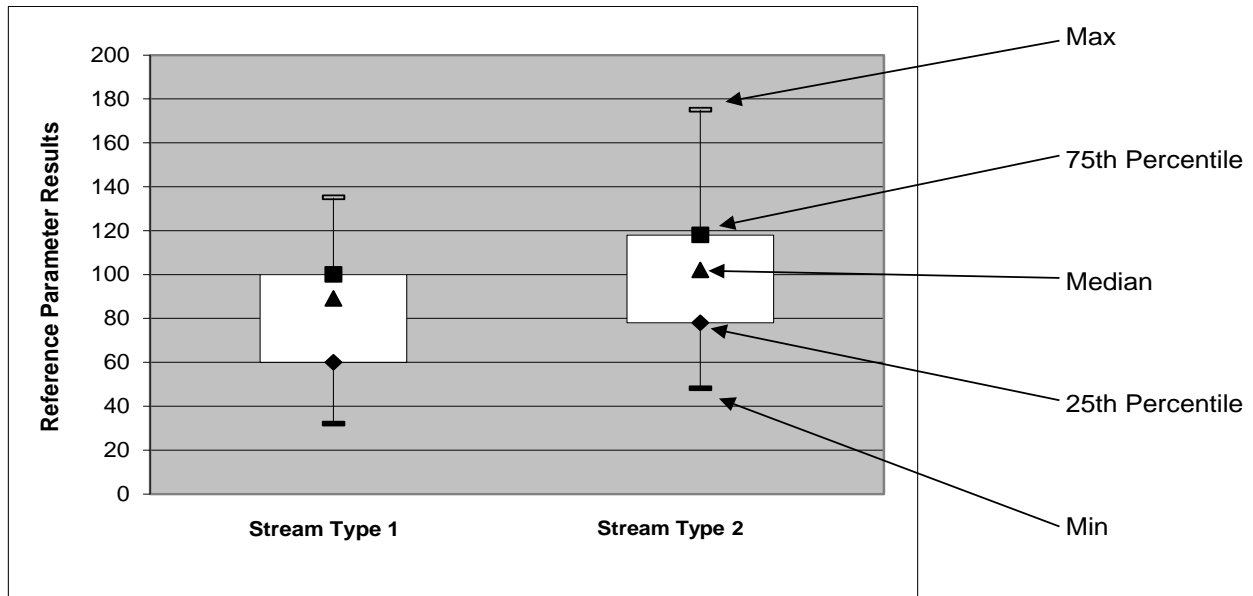 Reference Parameter Results
200
180
160
140
120
100
80
60
40
20
0
Stream Type 1
Stream Type 2
Max
75th Percentile
Median
25th Percentile
Min